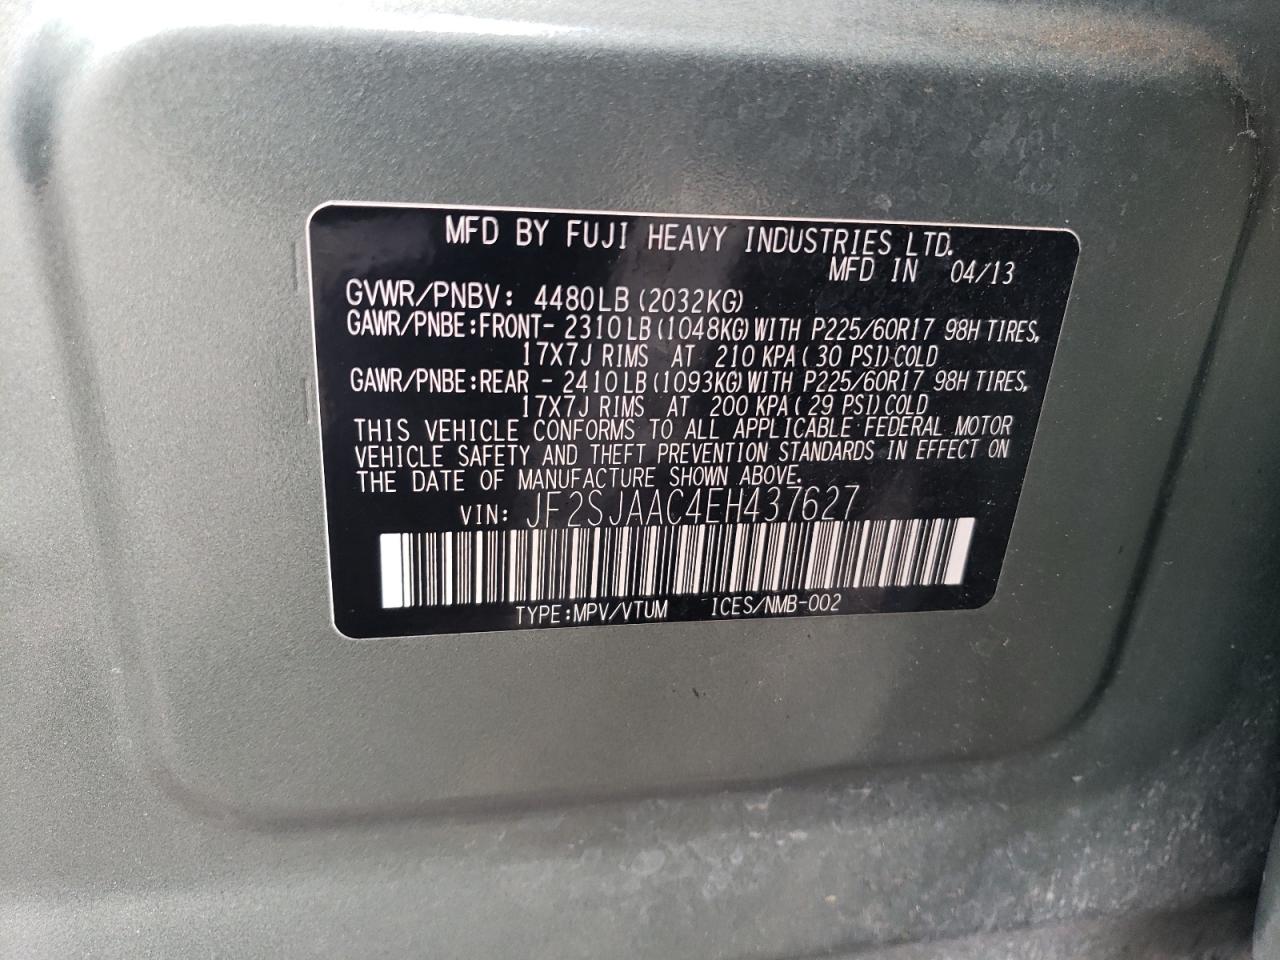 MFD BY FUJI HEAVY INDUSTRIES LTD.
MFD IN 04/13
GVWR/PNBV: 4480LB (2032KG)
GAWR/PNBE:FRONT- 2310LB (1048KG) WITH P225/60R17 98H TIRES,
17X7J RIMS AT 210 KPA (30 PSI) COLD
GAWR/PNBE:REAR - 2410LB (1093KG) WITH P225/60R17 98H TIRES,
17X7J RIMS AT 200 KPA (29 PSI) COLD
THIS VEHICLE CONFORMS TO ALL APPLICABLE FEDERAL MOTOR
VEHICLE SAFETY AND THEFT PREVENTION STANDARDS IN EFFECT ON
THE DATE OF MANUFACTURE SHOWN ABOVE.
VIN: JF2SJAAC4EH437627
TYPE:MPV/VTUM ICES/NMB-002